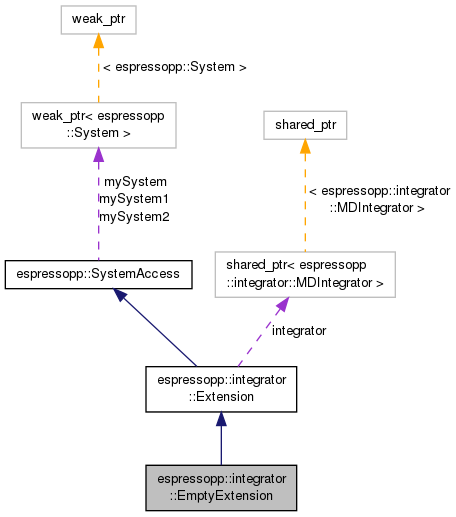 weak_ptr
< espressopp::System >
weak_ptr< espressopp
::System >
shared_ptr
mySystem
mySystem1
mySystem2
< espressopp::integrator
::MDIntegrator >
espressopp::SystemAccess
shared_ptr< espressopp
::integrator::MDIntegrator >
integrator
espressopp::integrator
::Extension
espressopp::integrator
::EmptyExtension